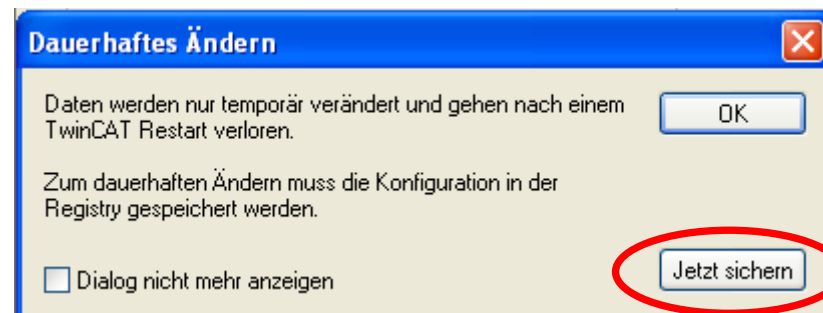 Dauerhaftes Ändern
Daten werden nur temporär verändert und gehen nach einem
TwinCAT Restart verloren.
OK
Zum dauerhaften Ändern muss die Konfiguration in der
Registry gespeichert werden.
Dialog nicht mehr anzeigen
Jetzt sichern